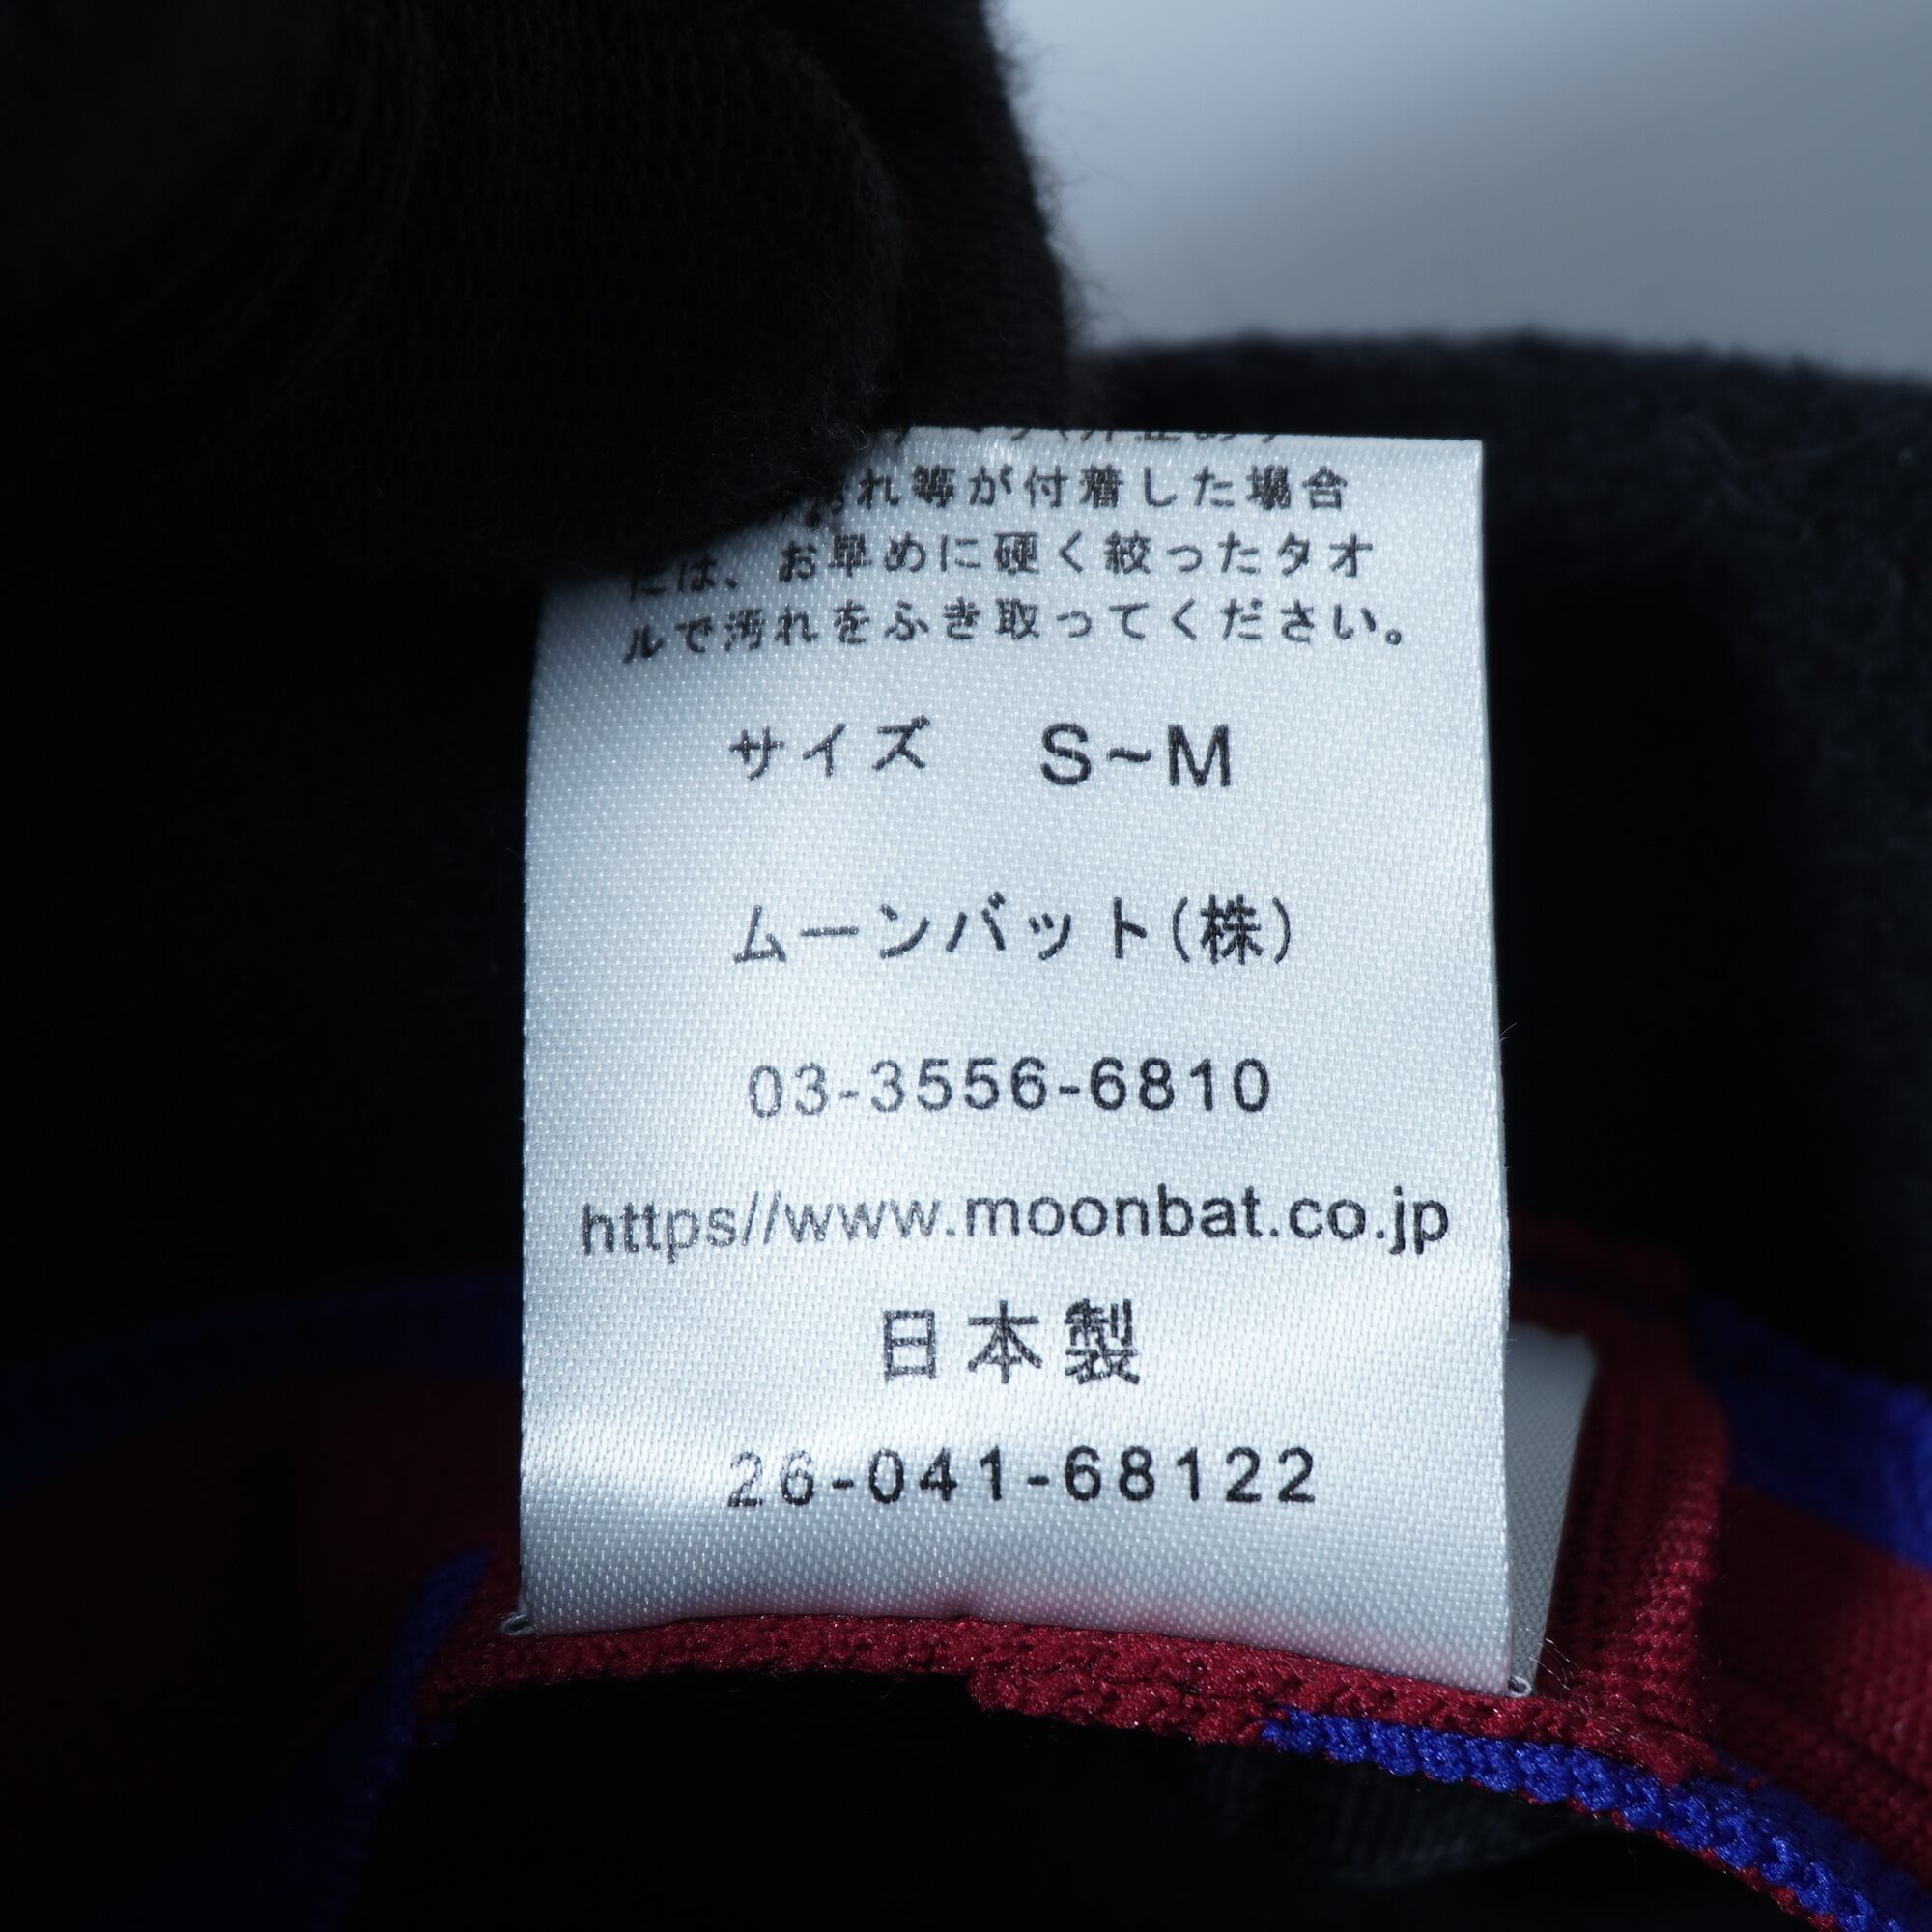 れ等が付着した場合
には、お早めに硬く絞ったタオ
ルで汚れをふき取ってください。
サイズ S~M
ムーンバット(株)
03-3556-6810
https//www.moonbat.co.jp
日本製
26-041-68122